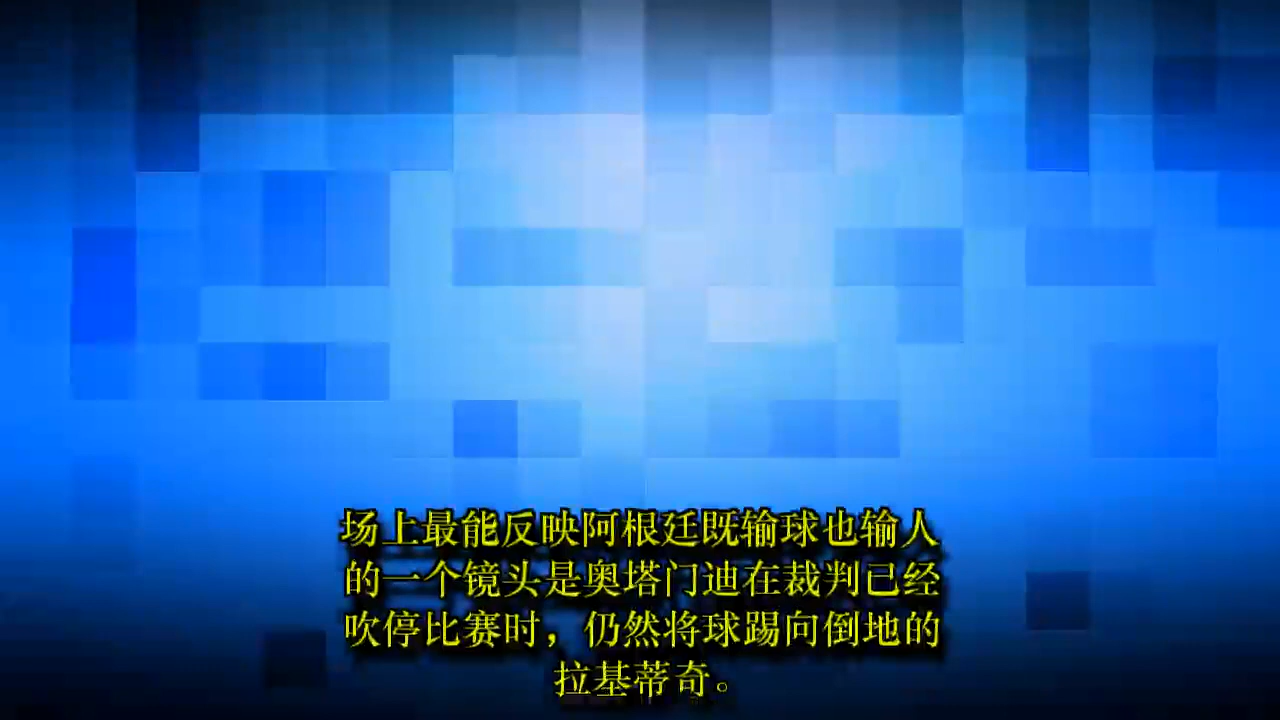 场上最能反映阿根廷既输球也输人
的一个镜头是奥塔门迪在裁判已经
吹停比赛时，仍然将球踢向倒地的
拉基蒂奇。